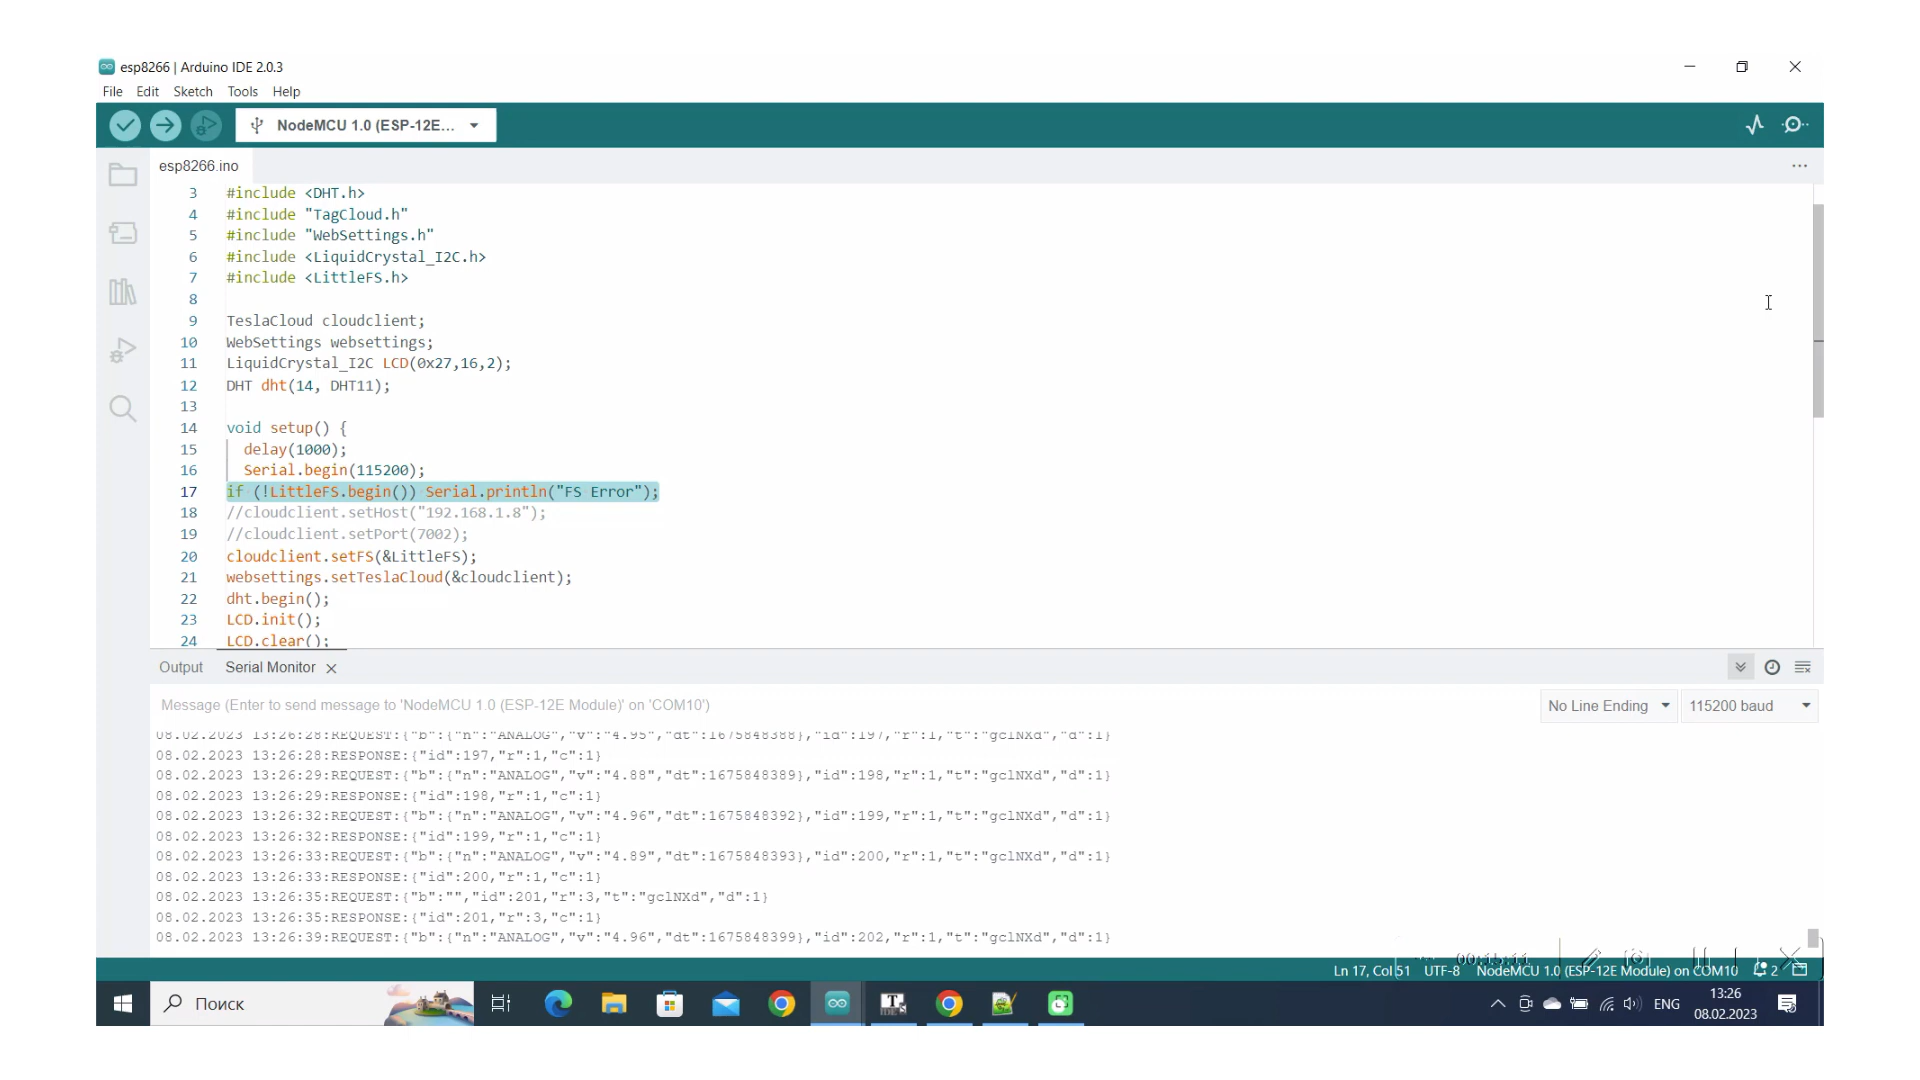 esp8266 | Arduino IDE 2.0.3
File Edit Sketch Tools Help
NodeMCU 1.0 (ESP-12E...
esp8266.ino
3 #include <DHT.h>
4 #include "TagCloud.h"
5 #include "WebSettings.h"
6 #include <LiquidCrystal_I2C.h>
7 #include <LittleFS.h>
8
9 TeslaCloud cloudclient;
10 WebSettings websettings;
11 LiquidCrystal_I2C LCD(0x27,16,2);
12 DHT dht(14, DHT11);
13
14 void setup() {
15 delay(1000);
16 Serial.begin(115200);
17 if (!LittleFS.begin()) Serial.println("FS Error");
18 //cloudclient.setHost("192.168.1.8");
19 //cloudclient.setPort(7002);
20 cloudclient.setFS(&LittleFS);
21 websettings.setTeslaCloud(&cloudclient);
22 dht.begin();
23 LCD.init();
24 LCD.clear();
Output Serial Monitor
Message (Enter to send message to 'NodeMCU 1.0 (ESP-12E Module)' on 'COM10') No Line Ending 115200 baud
08.02.2023 13:26:28:REQUEST:{"b":{"n":"ANALOG","v":"4.95","dt":1675848388},"id":197,"r":1,"t":"gclNXd","d":1}
08.02.2023 13:26:28:RESPONSE:{"id":197,"r":1,"c":1}
08.02.2023 13:26:29:REQUEST:{"b":{"n":"ANALOG","v":"4.88","dt":1675848389},"id":198,"r":1,"t":"gclNXd","d":1}
08.02.2023 13:26:29:RESPONSE:{"id":198,"r":1,"c":1}
08.02.2023 13:26:32:REQUEST:{"b":{"n":"ANALOG","v":"4.96","dt":1675848392},"id":199,"r":1,"t":"gclNXd","d":1}
08.02.2023 13:26:32:RESPONSE:{"id":199,"r":1,"c":1}
08.02.2023 13:26:33:REQUEST:{"b":{"n":"ANALOG","v":"4.89","dt":1675848393},"id":200,"r":1,"t":"gclNXd","d":1}
08.02.2023 13:26:33:RESPONSE:{"id":200,"r":1,"c":1}
08.02.2023 13:26:35:REQUEST:{"b":"","id":201,"r":3,"t":"gclNXd","d":1}
08.02.2023 13:26:35:RESPONSE:{"id":201,"r":3,"c":1}
08.02.2023 13:26:39:REQUEST:{"b":{"n":"ANALOG","v":"4.96","dt":1675848399},"id":202,"r":1,"t":"gclNXd","d":1}
Ln 17, Col 51 UTF-8 NodeMCU 1.0 (ESP-12E Module) on COM10 2
Поиск
ENG
13:26
08.02.2023